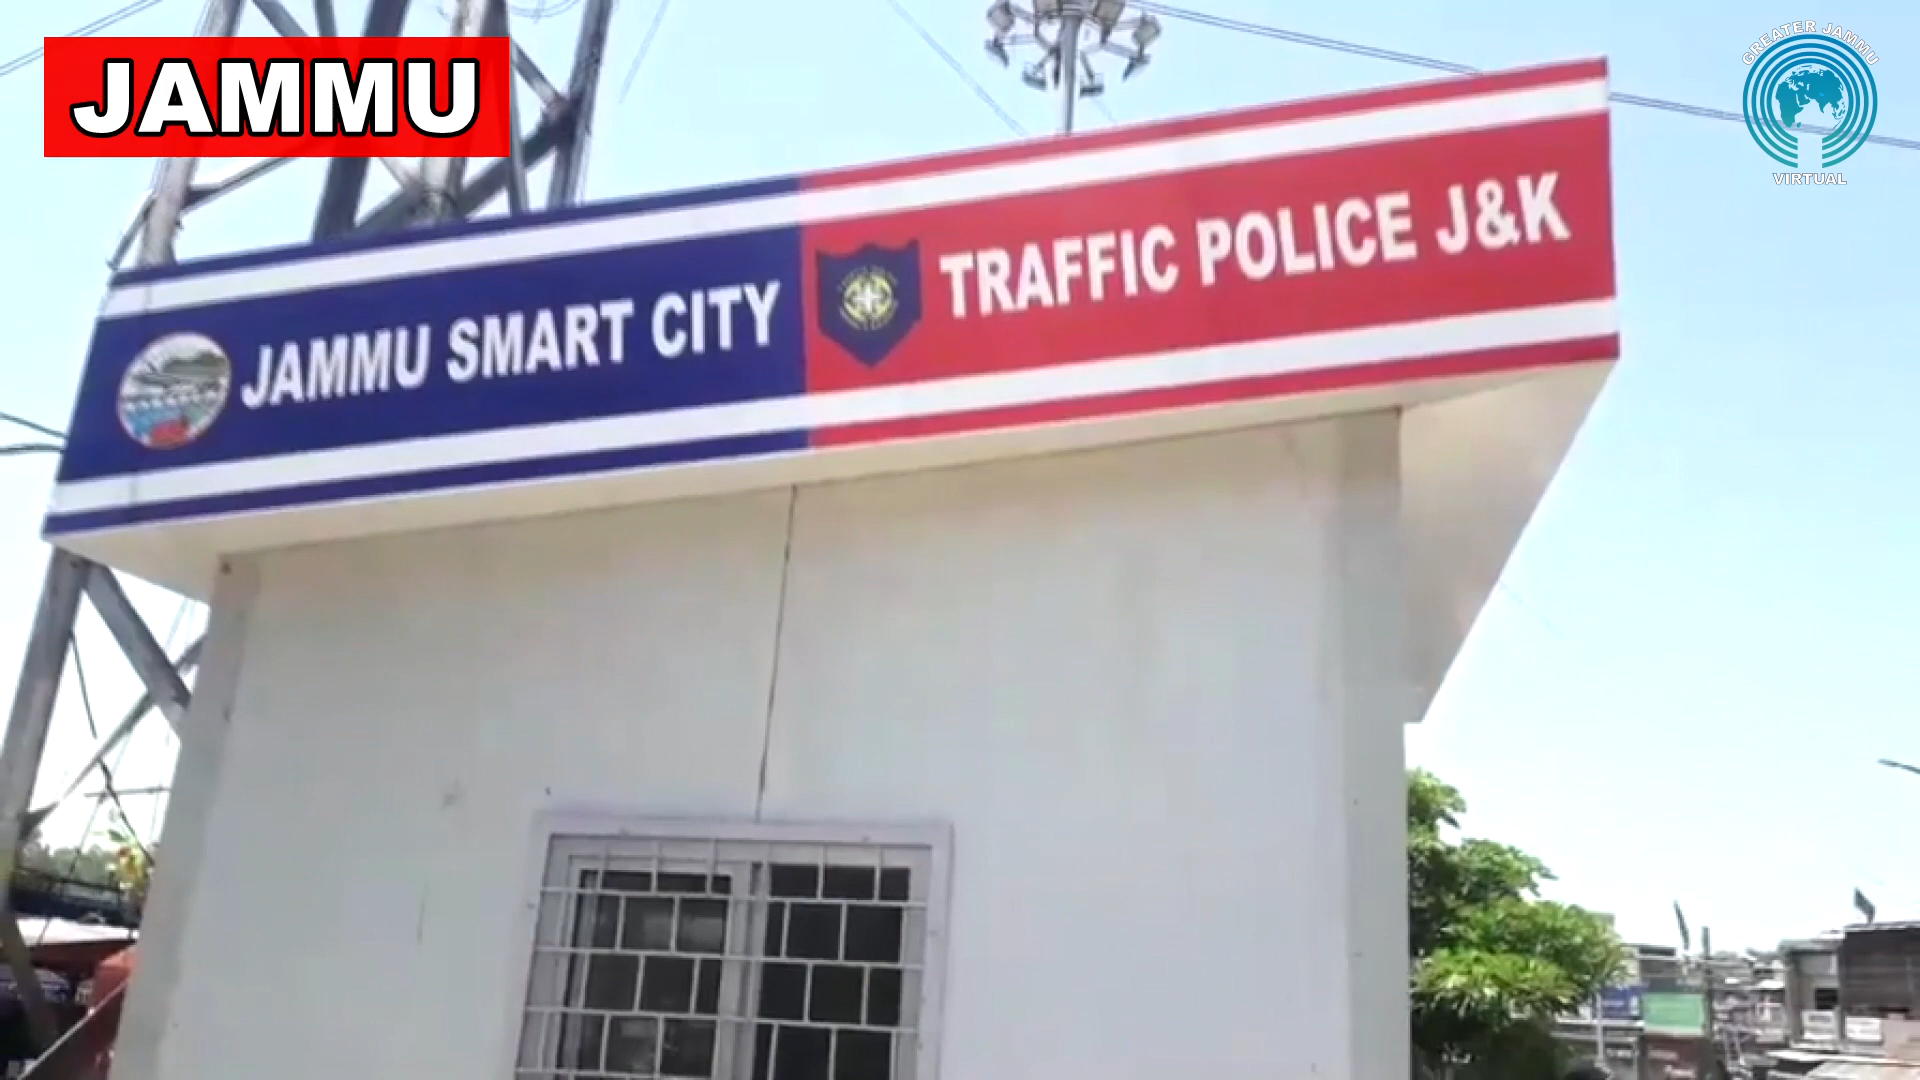 JAMMU
GREATER JAMMU
VIRTUAL
JAMMU SMART CITY
TRAFFIC POLICE J&K